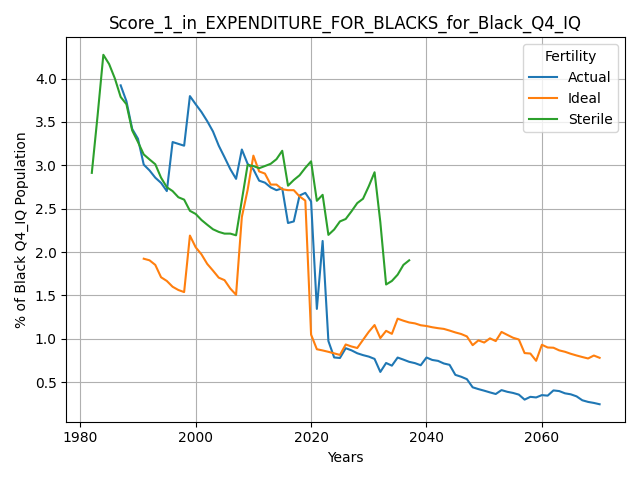 Score_1_in_EXPENDITURE_FOR_BLACKS_for_Black_Q4_IQ
% of Black Q4_IQ Population
4.0
3.5
3.0
2.5
2.0
1.5
1.0
0.5
Fertility
Actual
Ideal
Sterile
1980
2000
2020
2040
2060
Years